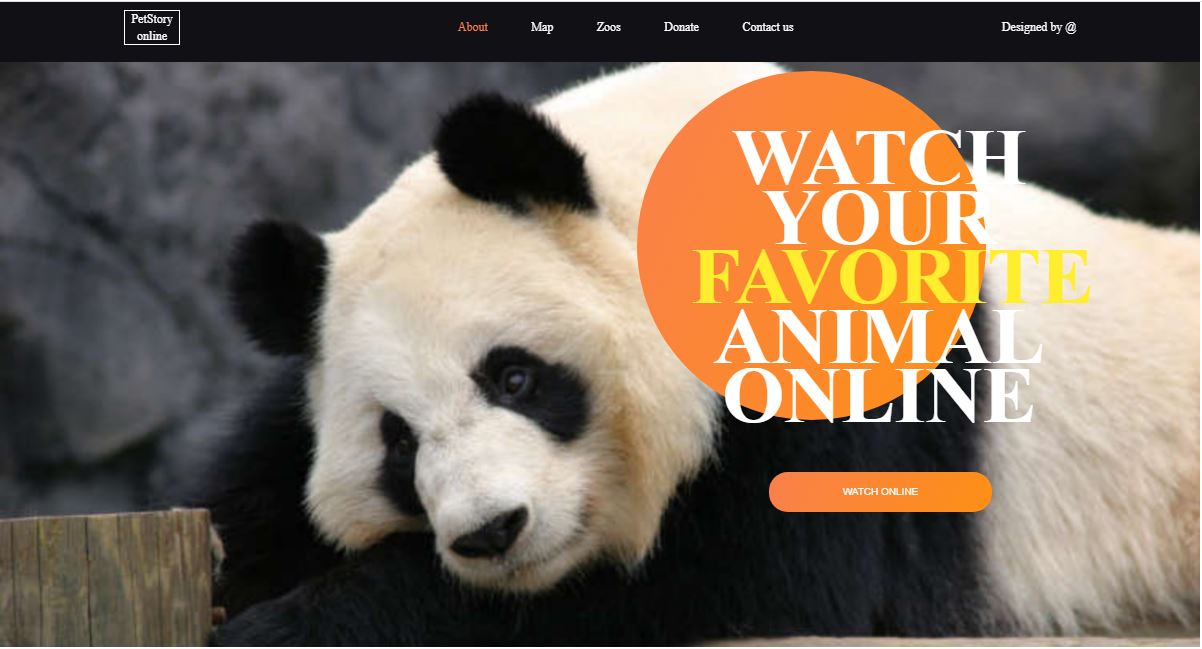 PetStory
online
About Map Zoos Donate Contact us
Designed by @
WATCH
YOUR
FAVORITE
ANIMAL
ONLINE
WATCH ONLINE